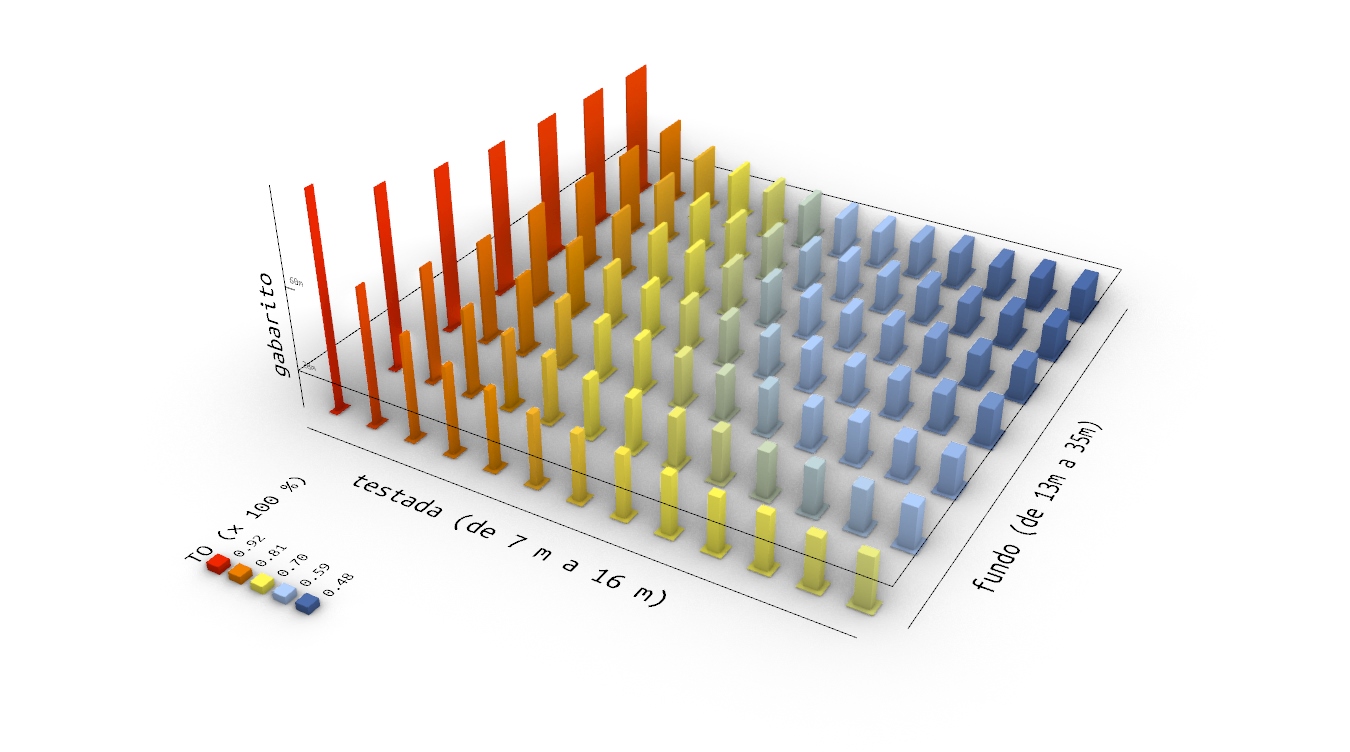 gabarito
60m
testada (de 7 m a 16 m)
fundo (de 13m a 35m)
TO (x 100 %)
0.92
0.81
0.70
0.59
0.48